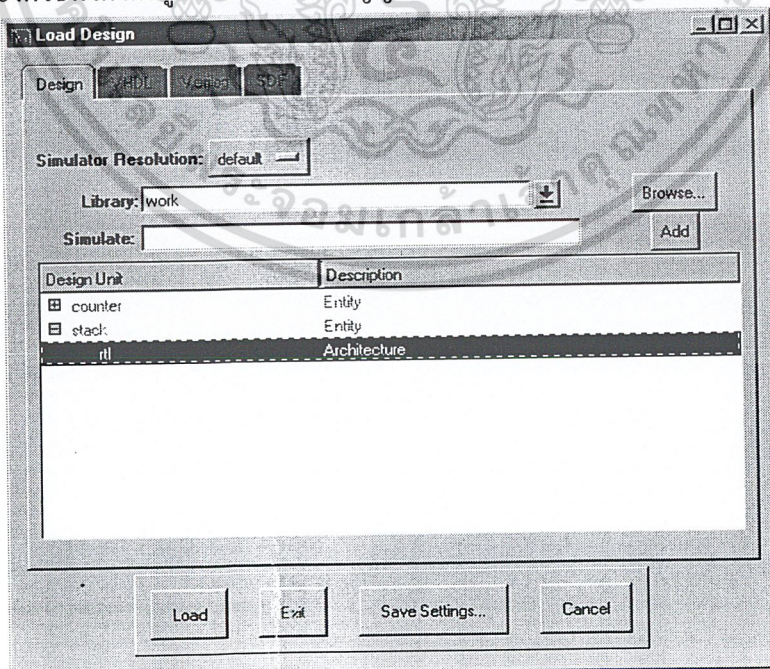 Load Design
Design VHDL Verilog SDF
Simulator Resolution: default
Library: work Browse...
Simulate: Add
Design Unit Description
counter Entity
stack Entity
rtl Architecture
Load Exit Save Settings... Cancel